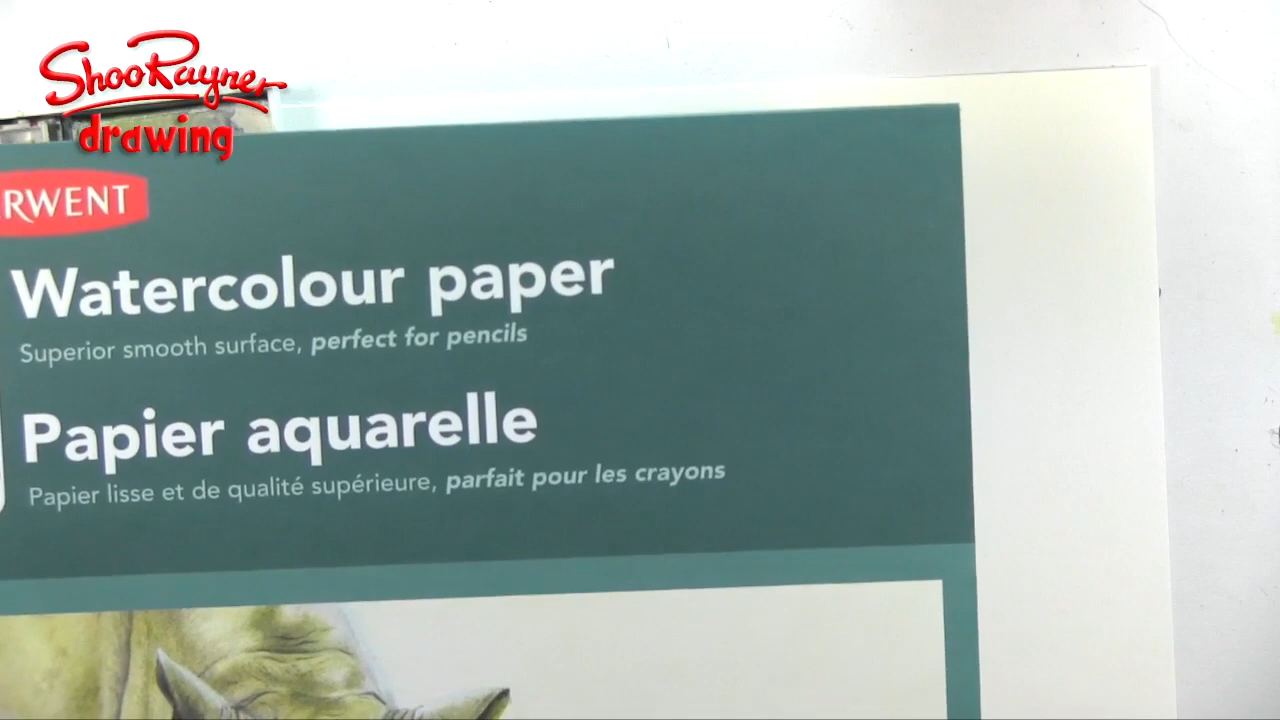 ShooRayner
drawing
RWENT
Watercolour paper
Superior smooth surface, perfect for pencils
Papier aquarelle
Papier lisse et de qualité supérieure, parfait pour les crayons